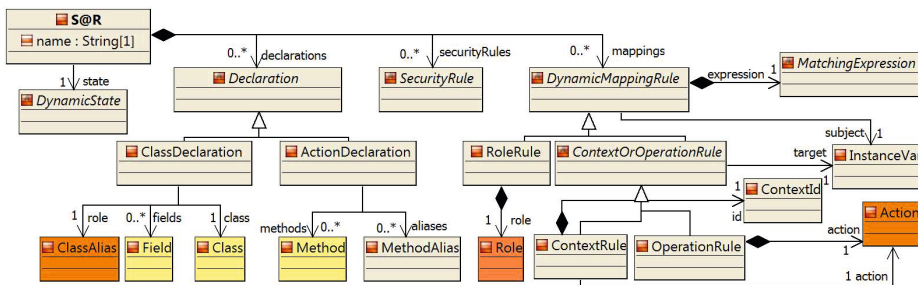 S@R
name : String[1]
0..* declarations
0..* securityRules
0..* mappings
1 state
Declaration
SecurityRule
DynamicMappingRule
expression 1
MatchingExpression
DynamicState
subject 1
ClassDeclaration
ActionDeclaration
RoleRule
ContextOrOperationRule
target 1
InstanceVar
1 ContextId
id
1 role
0..* fields
1 class
methods 0..*
0..* aliases
1 role
Action
ClassAlias
Field
Class
Method
MethodAlias
Role
ContextRule
OperationRule
action
1
1 action